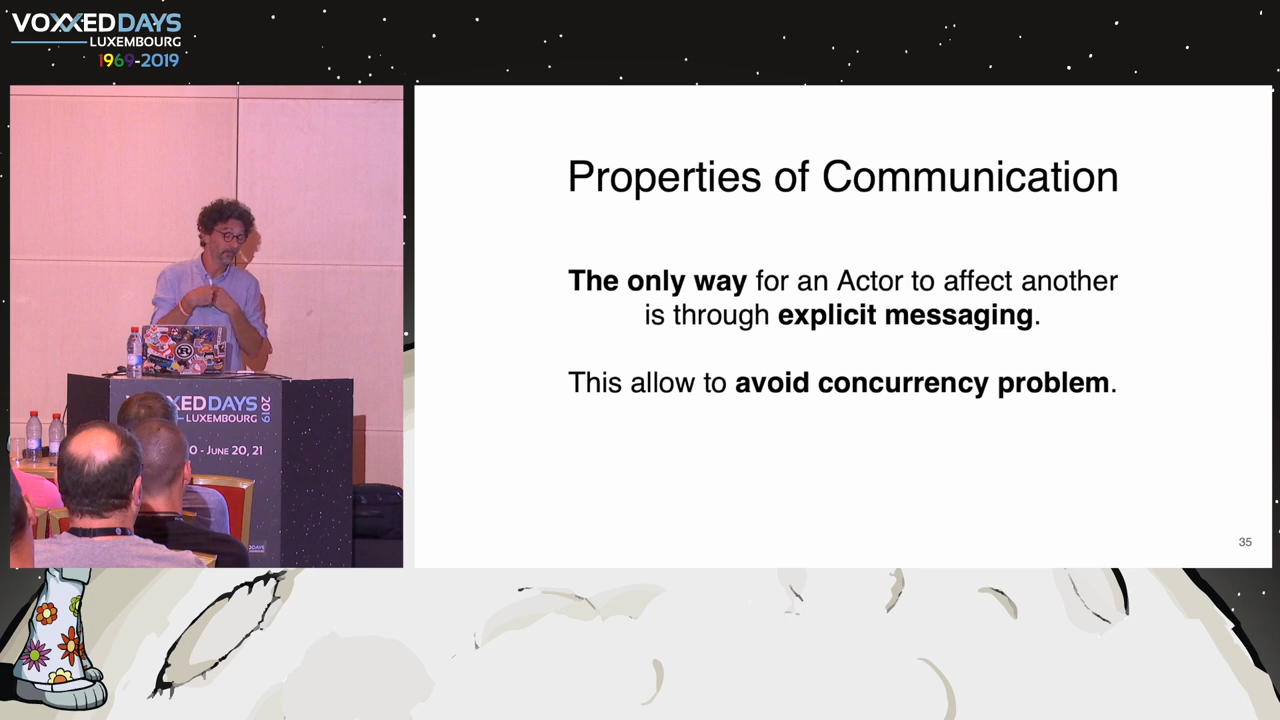 VOXXED DAYS
LUXEMBOURG
1969-2019
Properties of Communication
The only way for an Actor to affect another
is through explicit messaging.
This allow to avoid concurrency problem.
35
XED DAYS 2019
LUXEMBOURG
0 - JUNE 20, 21